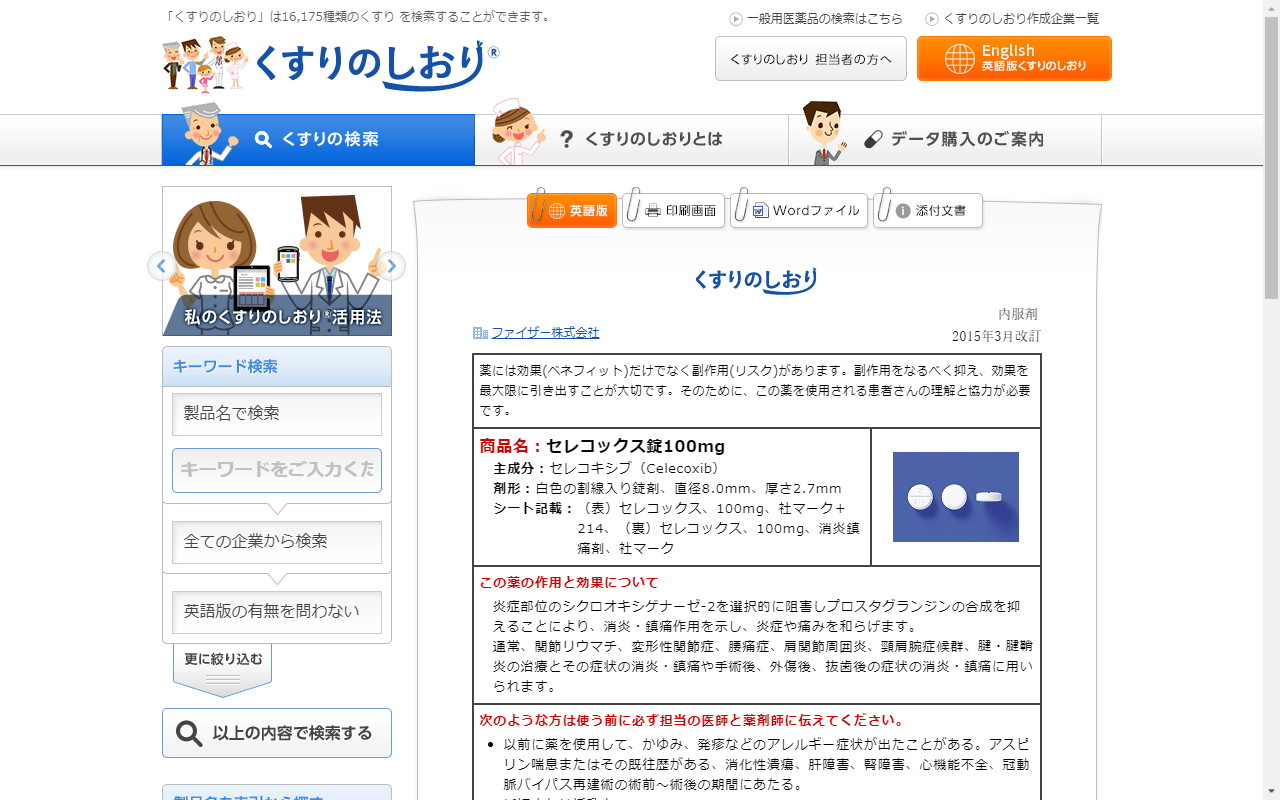 「くすりのしおり」は16,175種類のくすり を検索することができます。
一般用医薬品の検索はこちら
くすりのしおり作成企業一覧
くすりのしおり®
くすりのしおり 担当者の方へ
English
英語版くすりのしおり
くすりの検索
? くすりのしおりとは
データ購入のご案内
私のくすりのしおり®活用法
キーワード検索
製品名で検索
キーワードをご入力くた
全ての企業から検索
英語版の有無を問わない
更に絞り込む
以上の内容で検索する
英語版
印刷画面
Wordファイル
添付文書
くすりのしおり
内服剤
ファイザー株式会社
2015年3月改訂
薬には効果(ベネフィット)だけでなく副作用(リスク)があります。副作用をなるべく抑え、効果を
最大限に引き出すことが大切です。そのために、この薬を使用される患者さんの理解と協力が必要
です。
商品名：セレコックス錠100mg
主成分：セレコキシブ（Celecoxib）
剤形：白色の割線入り錠剤、直径8.0mm、厚さ2.7mm
シート記載：（表）セレコックス、100mg、社マーク＋
214、（裏）セレコックス、100mg、消炎鎮
痛剤、社マーク
この薬の作用と効果について
炎症部位のシクロオキシゲナーゼ-2を選択的に阻害しプロスタグランジンの合成を抑
えることにより、消炎・鎮痛作用を示し、炎症や痛みを和らげます。
通常、関節リウマチ、変形性関節症、腰痛症、肩関節周囲炎、頸肩腕症候群、腱・腱鞘
炎の治療とその症状の消炎・鎮痛や手術後、外傷後、抜歯後の症状の消炎・鎮痛に用い
られます。
次のような方は使う前に必ず担当の医師と薬剤師に伝えてください。
以前に薬を使用して、かゆみ、発疹などのアレルギー症状が出たことがある。アスピ
リン喘息またはその既往歴がある、消化性潰瘍、肝障害、腎障害、心機能不全、冠動
脈バイパス再建術の術前～術後の期間にあたる。